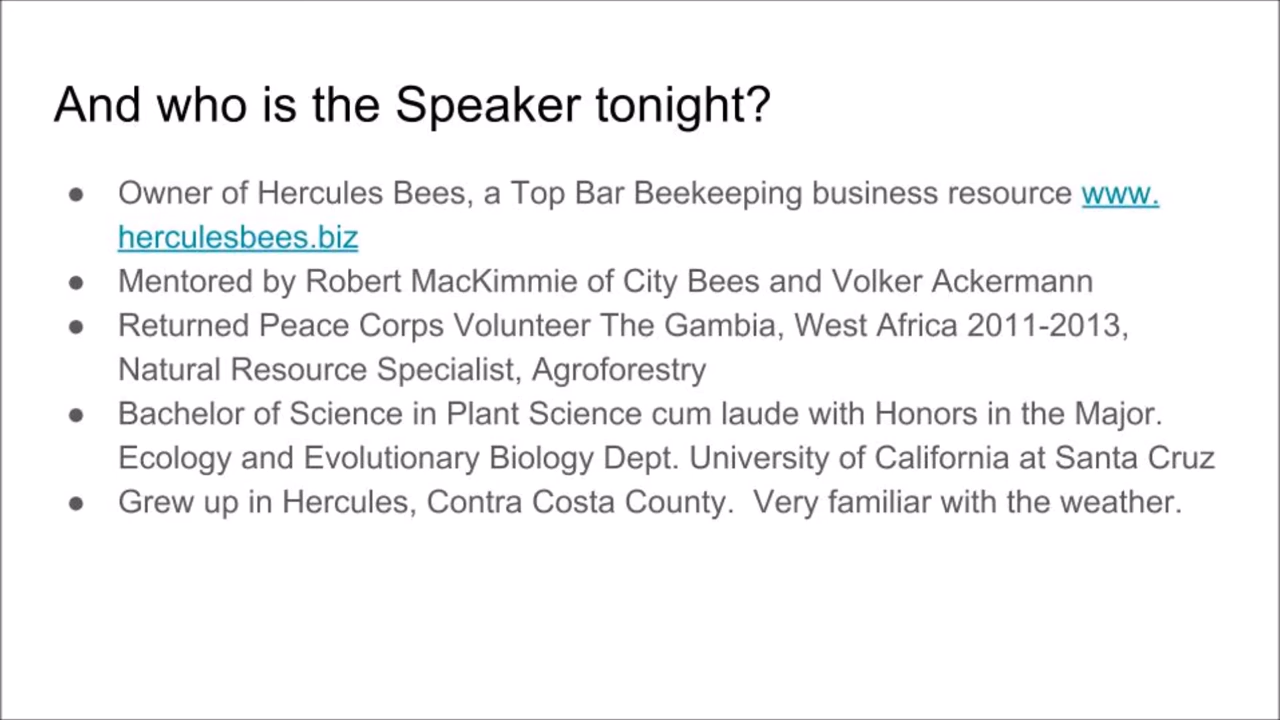 And who is the Speaker tonight?
● Owner of Hercules Bees, a Top Bar Beekeeping business resource www.
herculesbees.biz
● Mentored by Robert MacKimmie of City Bees and Volker Ackermann
● Returned Peace Corps Volunteer The Gambia, West Africa 2011-2013,
Natural Resource Specialist, Agroforestry
● Bachelor of Science in Plant Science cum laude with Honors in the Major.
Ecology and Evolutionary Biology Dept. University of California at Santa Cruz
● Grew up in Hercules, Contra Costa County.  Very familiar with the weather.